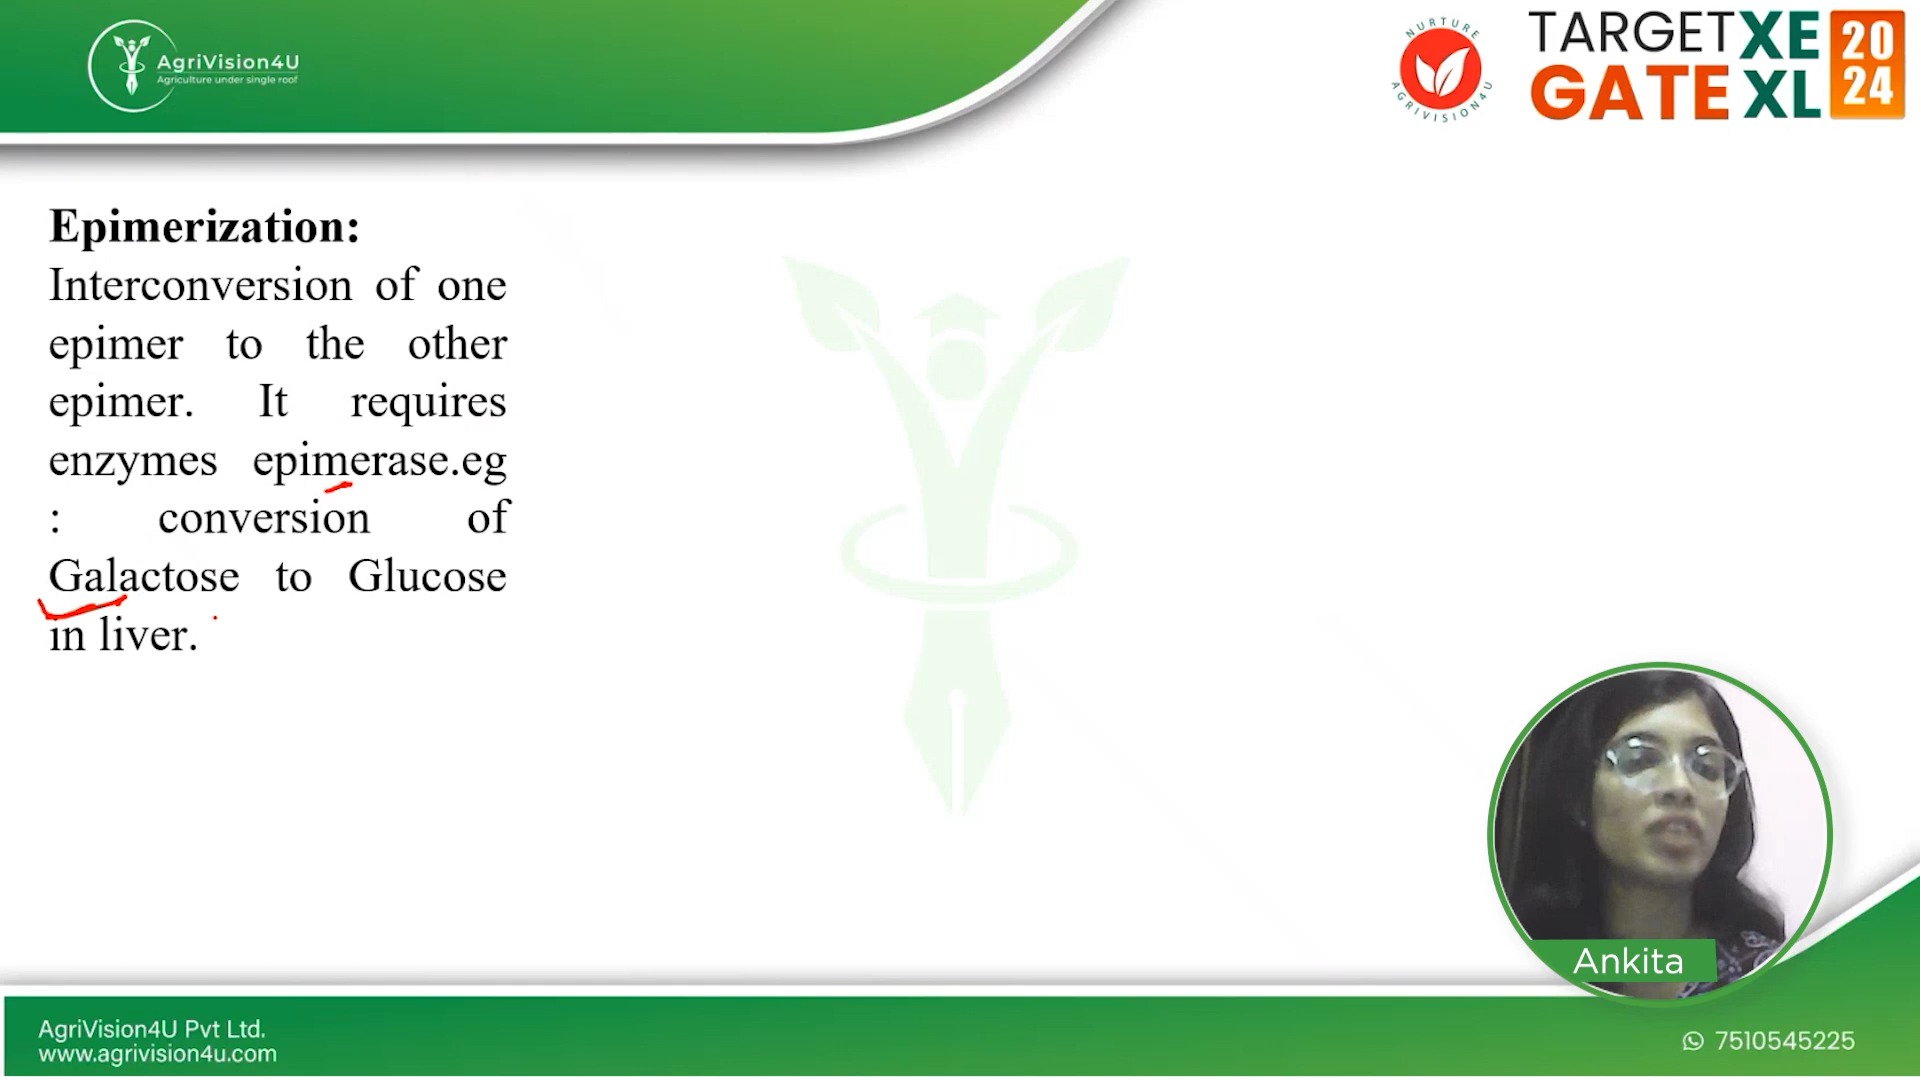 AgriVision4U
Agriculture under single roof
NURTURE
AGRIVISION4U
TARGET XE
GATE XL
20
24
Epimerization:
Interconversion of one
epimer to the other
epimer. It requires
enzymes epimerase.eg
: conversion of
Galactose to Glucose
in liver.
Ankita
AgriVision4U Pvt Ltd.
www.agrivision4u.com
7510545225